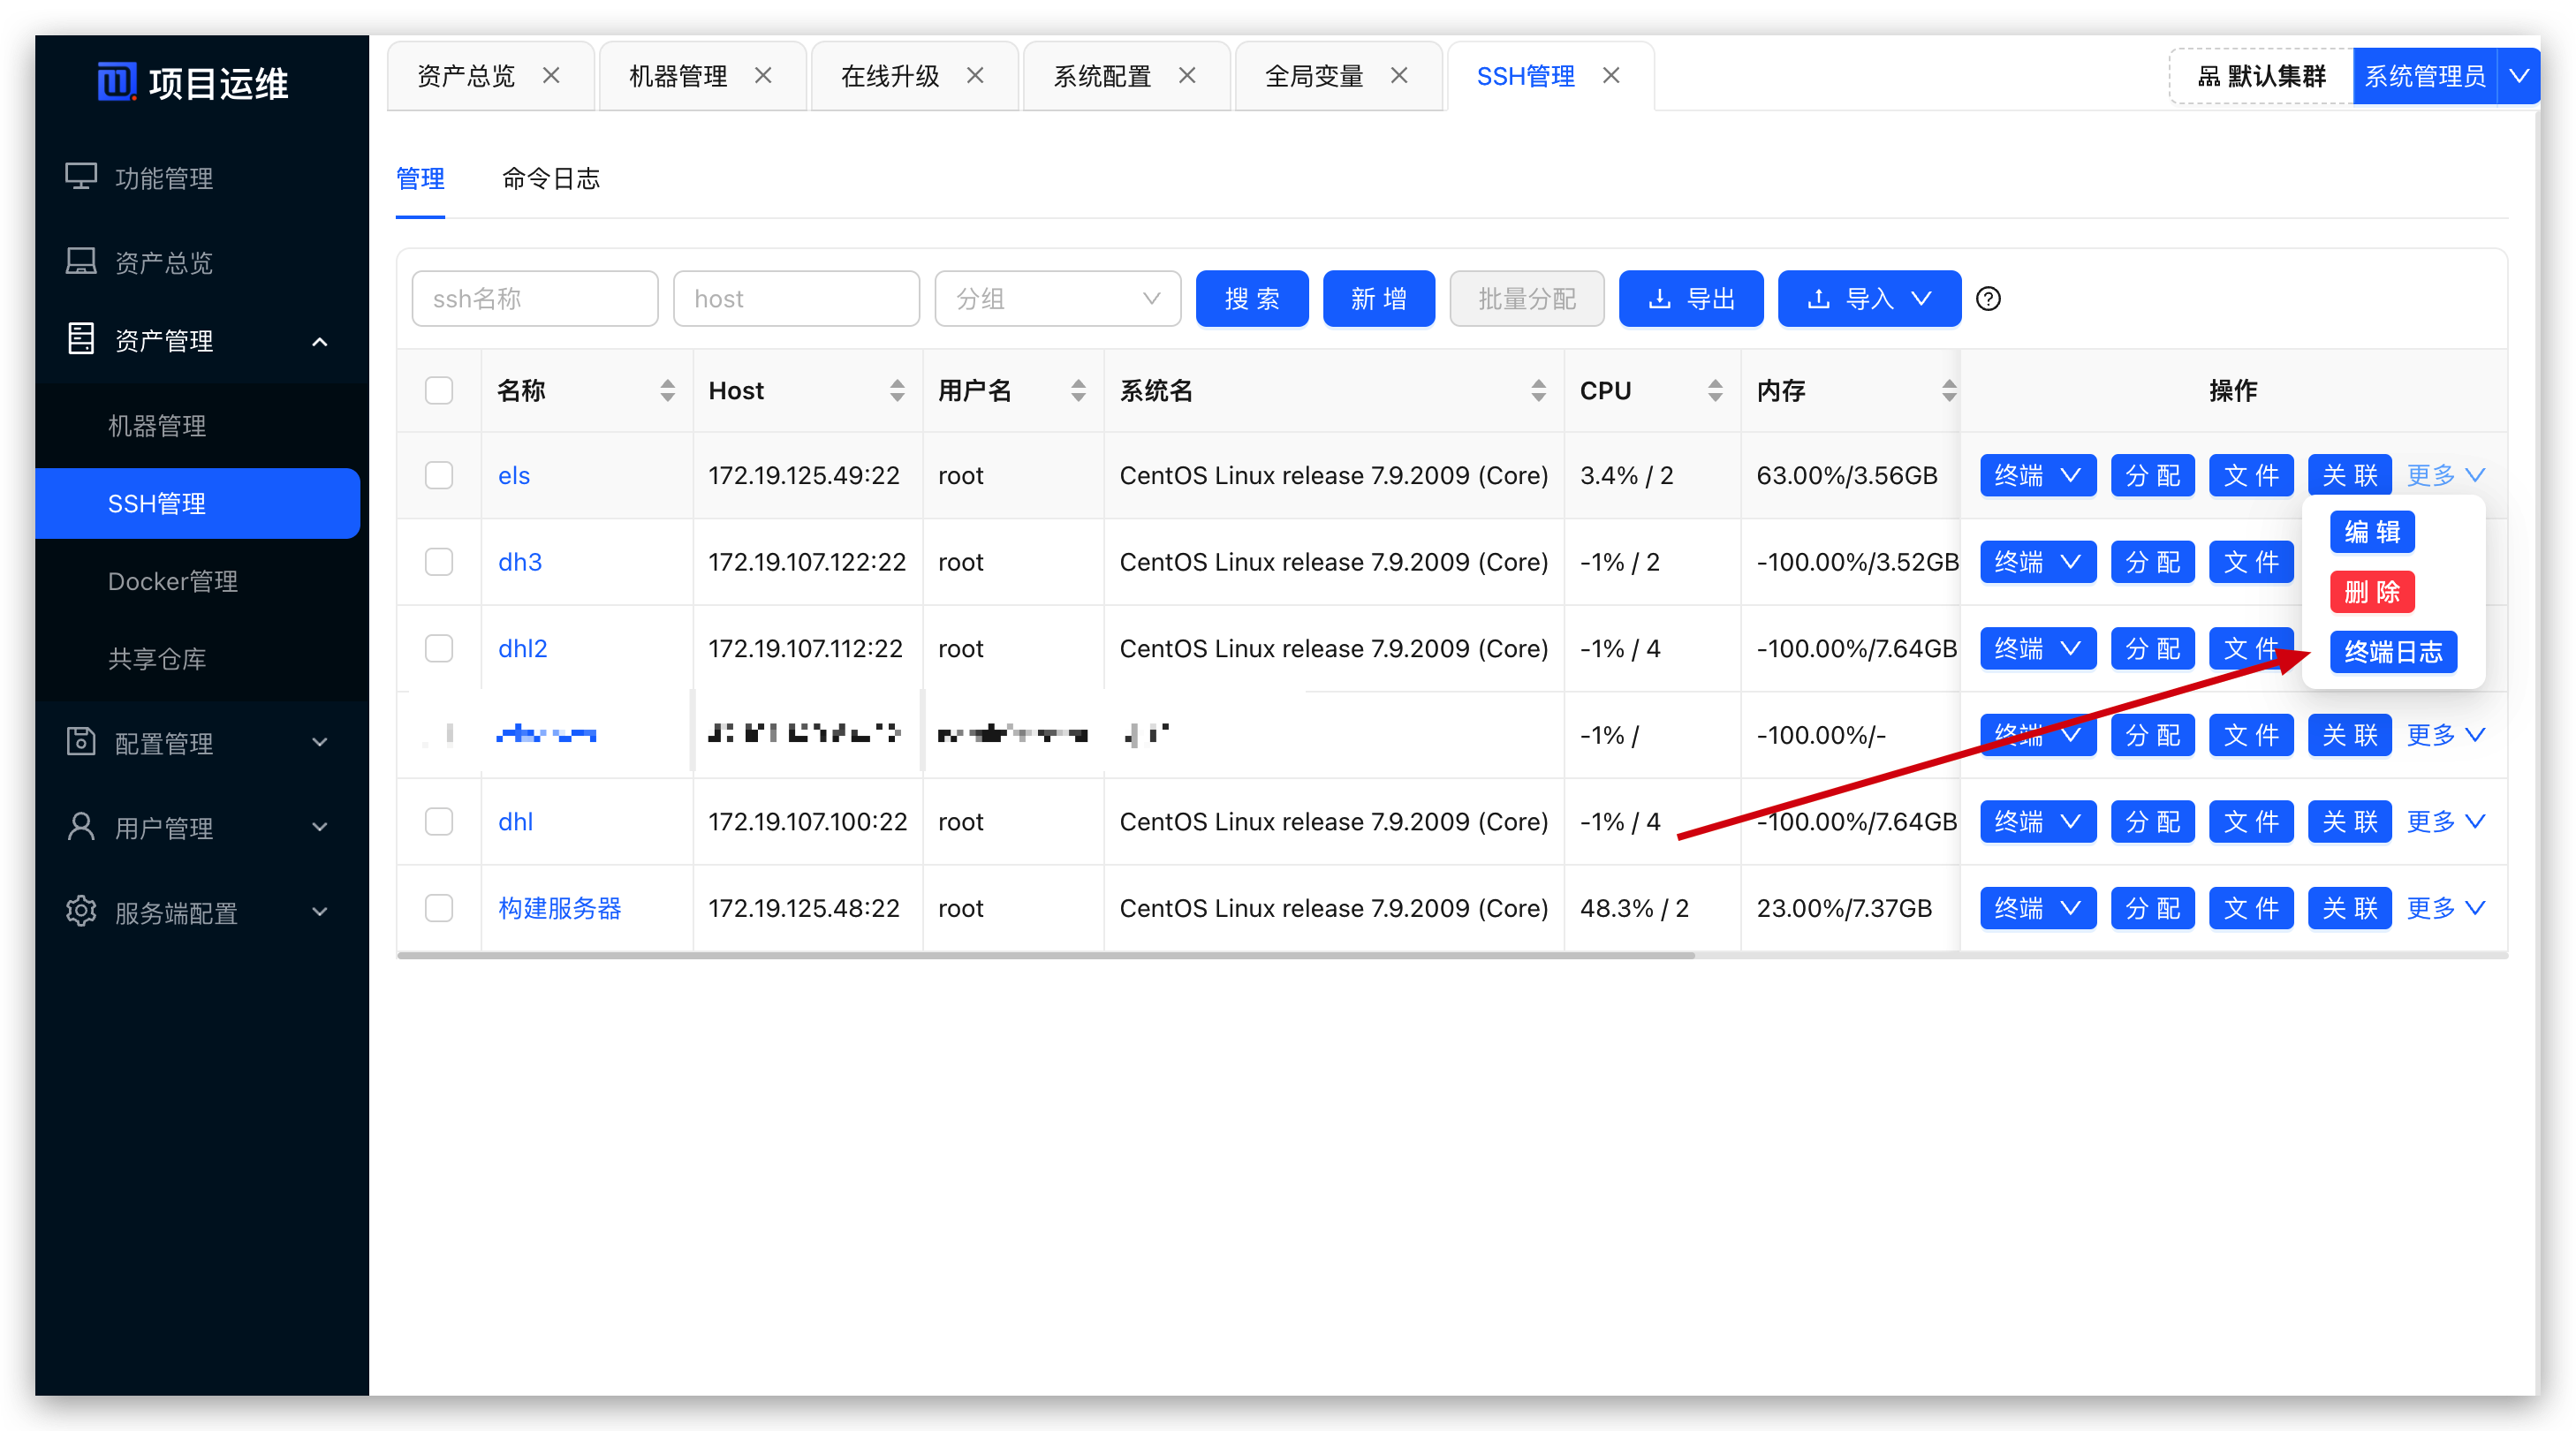 项目运维
资产总览 机器管理 在线升级 系统配置 全局变量 SSH管理 默认集群 系统管理员
功能管理
资产总览
资产管理
机器管理
SSH管理
Docker管理
共享仓库
配置管理
用户管理
服务端配置
管理 命令日志
ssh名称 host 分组 搜 索 新 增 批量分配 导出 导入
名称 Host 用户名 系统名 CPU 内存 操作
els 172.19.125.49:22 root CentOS Linux release 7.9.2009 (Core) 3.4% / 2 63.00%/3.56GB 终端 分 配 文 件 关 联 更多
编 辑
dh3 172.19.107.122:22 root CentOS Linux release 7.9.2009 (Core) -1% / 2 -100.00%/3.52GB 终端 分 配 文 件
删 除
dhl2 172.19.107.112:22 root CentOS Linux release 7.9.2009 (Core) -1% / 4 -100.00%/7.64GB 终端 分 配 文 件
终端日志
-1% / -100.00%/- 终端 分 配 文 件 关 联 更多
dhl 172.19.107.100:22 root CentOS Linux release 7.9.2009 (Core) -1% / 4 -100.00%/7.64GB 终端 分 配 文 件 关 联 更多
构建服务器 172.19.125.48:22 root CentOS Linux release 7.9.2009 (Core) 48.3% / 2 23.00%/7.37GB 终端 分 配 文 件 关 联 更多